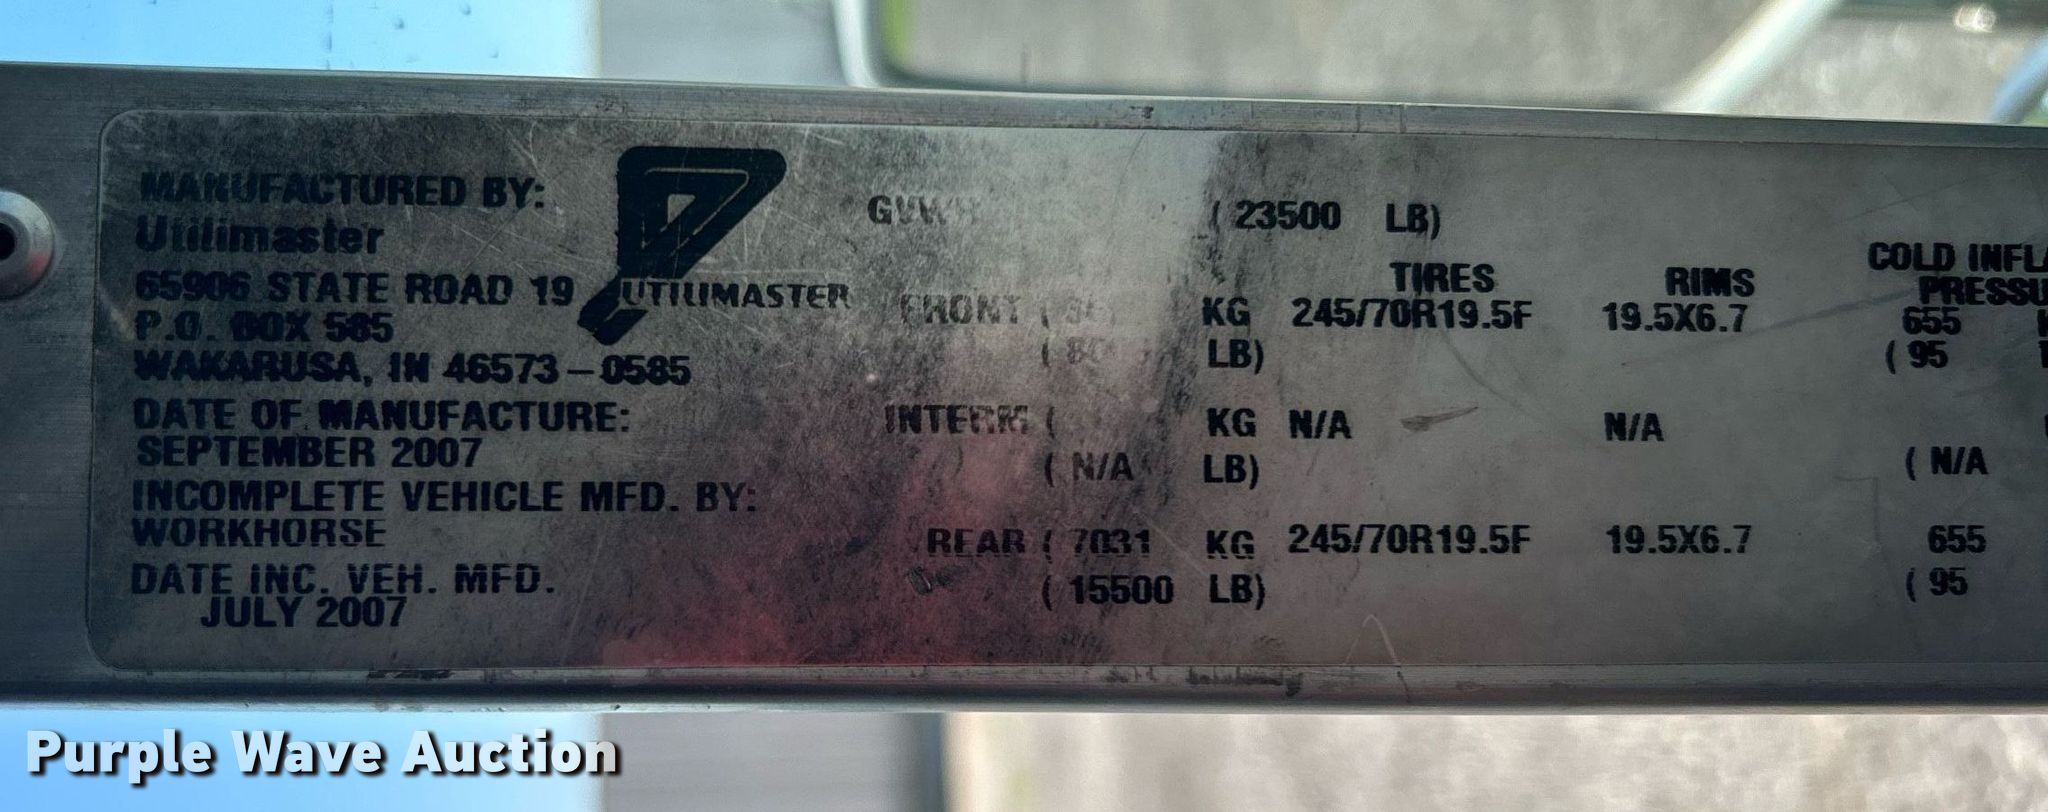 MANUFACTURED BY:
Utilimaster
65906 STATE ROAD 19
P.O. BOX 585
WAKARUSA, IN 46573-0585
DATE OF MANUFACTURE:
SEPTEMBER 2007
INCOMPLETE VEHICLE MFD. BY:
WORKHORSE
DATE INC. VEH. MFD.
JULY 2007
UTILIMASTER
GVWR ( 23500 LB)
TIRES RIMS COLD INFLA
PRESSU
FRONT ( KG 245/70R19.5F 19.5X6.7 655
( LB) ( 95
INTERM ( KG N/A N/A
( N/A LB) ( N/A
REAR ( 7031 KG 245/70R19.5F 19.5X6.7 655
( 15500 LB) ( 95
Purple Wave Auction